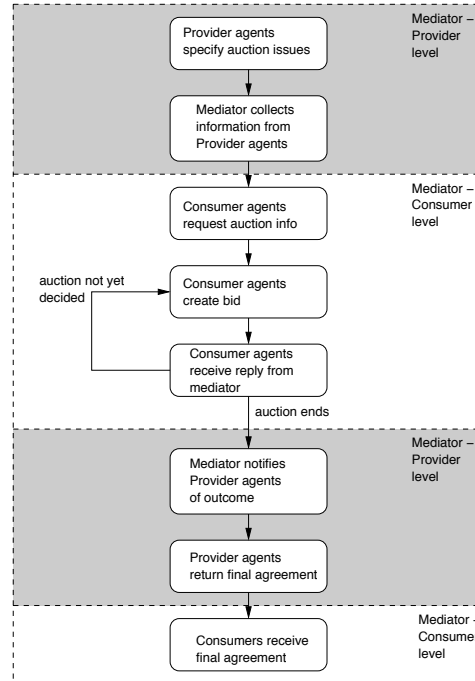 Mediator –
Provider
level
Provider agents
specify auction issues
Mediator collects
information from
Provider agents
Mediator –
Consumer
level
Consumer agents
request auction info
auction not yet
decided
Consumer agents
create bid
Consumer agents
receive reply from
mediator
auction ends
Mediator –
Provider
level
Mediator notifies
Provider agents
of outcome
Provider agents
return final agreement
Mediator -
Consumer
level
Consumers receive
final agreement